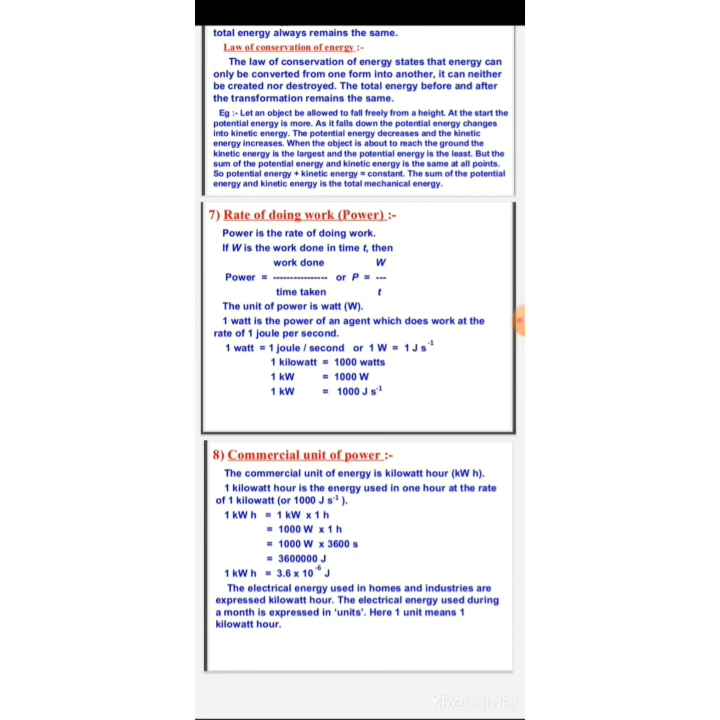 total energy always remains the same.
Law of conservation of energy :-
The law of conservation of energy states that energy can
only be converted from one form into another, it can neither
be created nor destroyed. The total energy before and after
the transformation remains the same.
Eg :- Let an object be allowed to fall freely from a height. At the start the
potential energy is more. As it falls down the potential energy changes
into kinetic energy. The potential energy decreases and the kinetic
energy increases. When the object is about to reach the ground the
kinetic energy is the largest and the potential energy is the least. But the
sum of the potential energy and kinetic energy is the same at all points.
So potential energy + kinetic energy = constant. The sum of the potential
energy and kinetic energy is the total mechanical energy.
7) Rate of doing work (Power) :-
Power is the rate of doing work.
If W is the work done in time t, then
work done W
Power = ---------------- or P = ---
time taken t
The unit of power is watt (W).
1 watt is the power of an agent which does work at the
rate of 1 joule per second.
1 watt = 1 joule / second or 1 W = 1 J s⁻¹
1 kilowatt = 1000 watts
1 kW = 1000 W
1 kW = 1000 J s⁻¹
8) Commercial unit of power :-
The commercial unit of energy is kilowatt hour (kW h).
1 kilowatt hour is the energy used in one hour at the rate
of 1 kilowatt (or 1000 J s⁻¹ ).
1 kW h = 1 kW x 1 h
= 1000 W x 1 h
= 1000 W x 3600 s
= 3600000 J
1 kW h = 3.6 x 10⁻⁶ J
The electrical energy used in homes and industries are
expressed kilowatt hour. The electrical energy used during
a month is expressed in 'units'. Here 1 unit means 1
kilowatt hour.
XRecorder